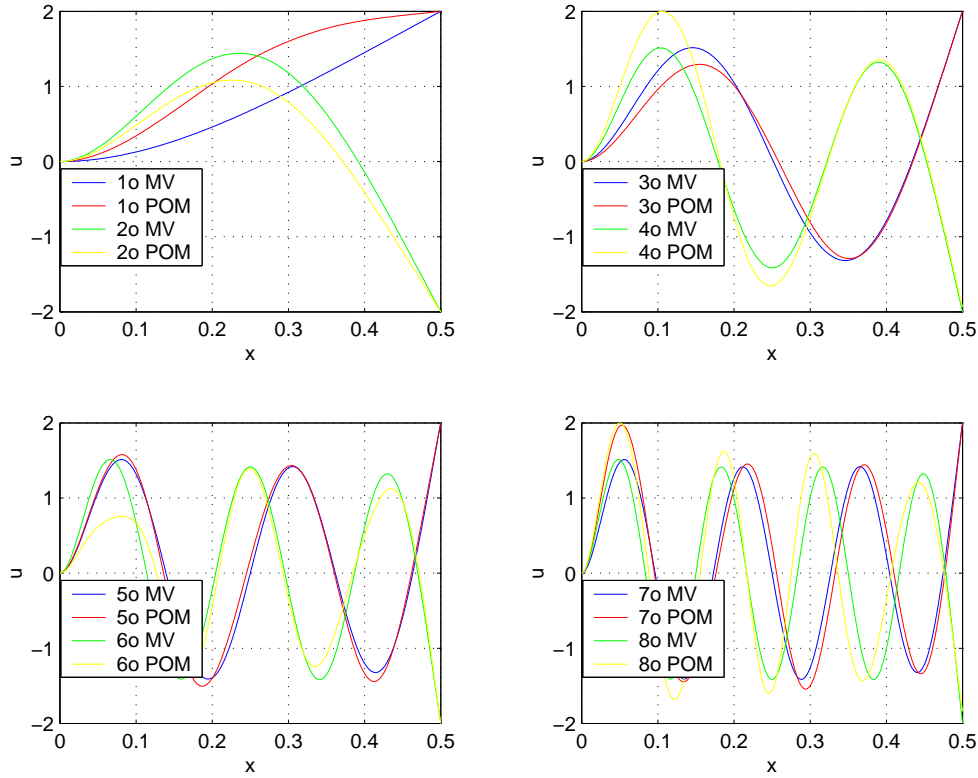 2
1
0
−1
−2
u
1o MV
1o POM
2o MV
2o POM
0 0.1 0.2 0.3 0.4 0.5
x
2
1
0
−1
−2
u
3o MV
3o POM
4o MV
4o POM
0 0.1 0.2 0.3 0.4 0.5
x
2
1
0
−1
−2
u
5o MV
5o POM
6o MV
6o POM
0 0.1 0.2 0.3 0.4 0.5
x
2
1
0
−1
−2
u
7o MV
7o POM
8o MV
8o POM
0 0.1 0.2 0.3 0.4 0.5
x